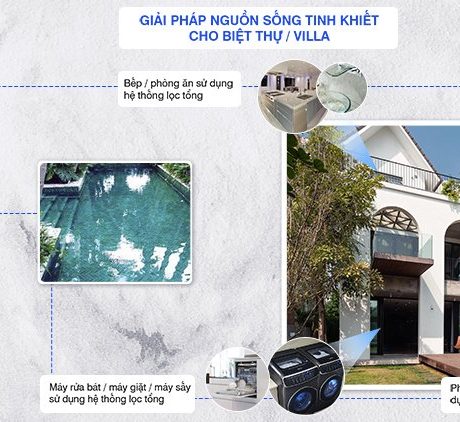 GIẢI PHÁP NGUỒN SỐNG TINH KHIẾT
CHO BIỆT THỰ / VILLA
Bếp / phòng ăn sử dụng
hệ thống lọc tổng
Máy rửa bát / máy giặt / máy sấy
sử dụng hệ thống lọc tổng